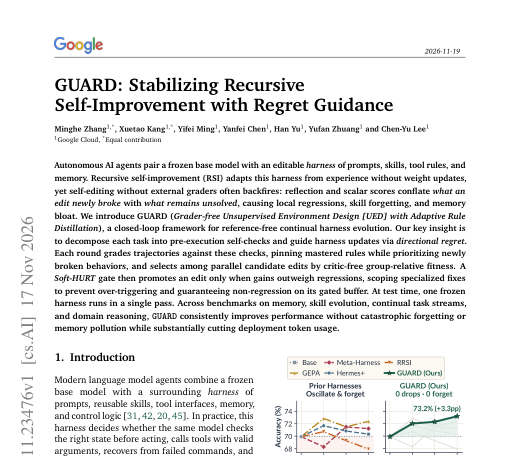 Google
2026-11-19
GUARD: Stabilizing Recursive
Self-Improvement with Regret Guidance
Minghe Zhang1,*, Xuetao Kang1,*, Yifei Ming1, Yanfei Chen1, Han Yu1, Yufan Zhuang1 and Chen-Yu Lee1
1Google Cloud, *Equal contribution
Autonomous AI agents pair a frozen base model with an editable harness of prompts, skills, tool rules, and
memory. Recursive self-improvement (RSI) adapts this harness from experience without weight updates,
yet self-editing without external graders often backfires: reflection and scalar scores conflate what an
edit newly broke with what remains unsolved, causing local regressions, skill forgetting, and memory
bloat. We introduce GUARD (Grader-free Unsupervised Environment Design [UED] with Adaptive Rule
Distillation), a closed-loop framework for reference-free continual harness evolution. Our key insight is
to decompose each task into pre-execution self-checks and guide harness updates via directional regret.
Each round grades trajectories against these checks, pinning mastered rules while prioritizing newly
broken behaviors, and selects among parallel candidate edits by critic-free group-relative fitness. A
Soft-HURT gate then promotes an edit only when gains outweigh regressions, scoping specialized fixes
to prevent over-triggering and guaranteeing non-regression on its gated buffer. At test time, one frozen
harness runs in a single pass. Across benchmarks on memory, skill evolution, continual task streams,
and domain reasoning, GUARD consistently improves performance without catastrophic forgetting or
memory pollution while substantially cutting deployment token usage.
1. Introduction
Modern language model agents combine a frozen
base model with a surrounding harness of
prompts, reusable skills, tool interfaces, memory,
and control logic [31, 42, 20, 45]. In practice, this
harness decides whether the same model checks
the right state before acting, calls tools with valid
arguments, recovers from failed commands, and
Base Meta-Harness RRSI
GEPA Hermes+ GUARD (Ours)
Prior Harnesses
Oscillate & forget
GUARD (Ours)
0 drops · 0 forget
73.2% (+3.3pp)
Accuracy (%)
74
72
70
68
11.23476v1 [cs.AI] 17 Nov 2026